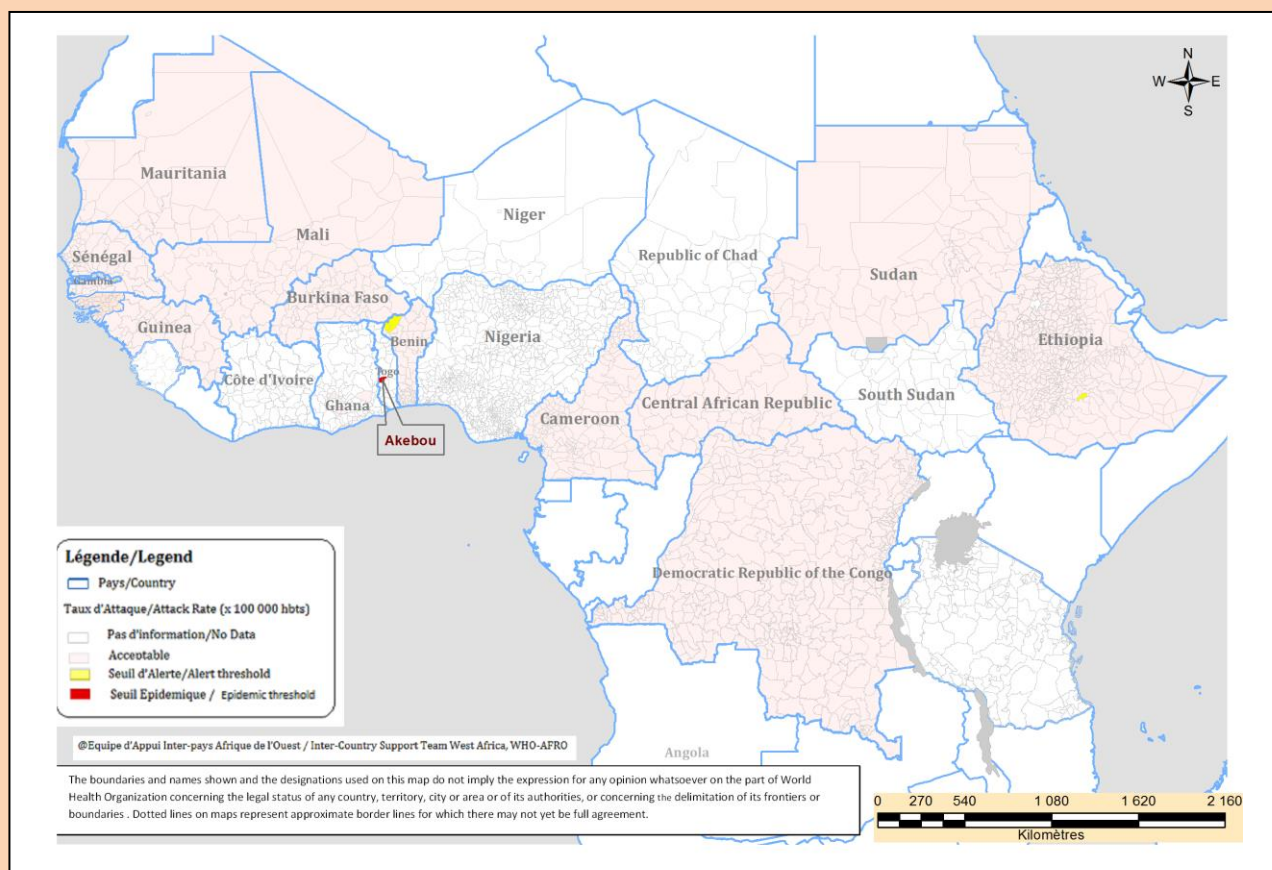 N
W E
S
Mauritania
Mali
Niger
Republic of Chad
Sudan
Sénégal
Gambia
Burkina Faso
Guinea
Benin
Nigeria
Ethiopia
Togo
Côte d'Ivoire
Ghana
South Sudan
Central African Republic
Cameroon
Akebou
Democratic Republic of the Congo
Angola
Légende/Legend
Pays/Country
Taux d'Attaque/Attack Rate (x 100 000 hbts)
Pas d'information/No Data
Acceptable
Seuil d'Alerte/Alert threshold
Seuil Epidemique / Epidemic threshold
@Equipe d'Appui Inter-pays Afrique de l'Ouest / Inter-Country Support Team West Africa, WHO-AFRO
The boundaries and names shown and the designations used on this map do not imply the expression for any opinion whatsoever on the part of World
Health Organization concerning the legal status of any country, territory, city or area or of its authorities, or concerning the delimitation of its frontiers or
boundaries . Dotted lines on maps represent approximate border lines for which there may not yet be full agreement.
0 270 540 1 080 1 620 2 160
Kilomètres